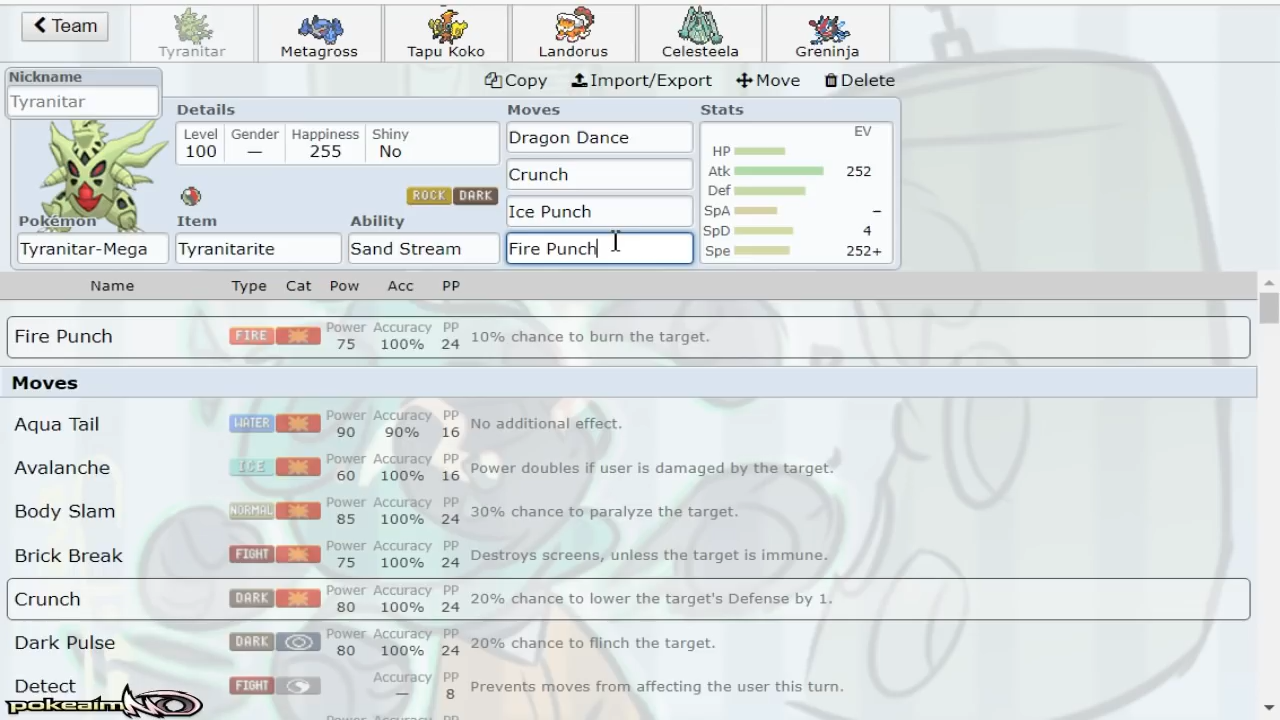 Team
Tyranitar
Metagross
Tapu Koko
Landorus
Celesteela
Greninja
Copy
Import/Export
Move
Delete
Nickname
Tyranitar
Details
Moves
Stats
Level
100
Gender
—
Happiness
255
Shiny
No
Dragon Dance
Crunch
Ice Punch
Fire Punch
EV
HP
Atk 252
Def
SpA –
SpD 4
Spe 252+
ROCK DARK
Pokémon
Item
Ability
Tyranitar-Mega
Tyranitarite
Sand Stream
Name Type Cat Pow Acc PP
Fire Punch FIRE Power 75 Accuracy 100% PP 24 10% chance to burn the target.
Moves
Aqua Tail WATER Power 90 Accuracy 90% PP 16 No additional effect.
Avalanche ICE Power 60 Accuracy 100% PP 16 Power doubles if user is damaged by the target.
Body Slam NORMAL Power 85 Accuracy 100% PP 24 30% chance to paralyze the target.
Brick Break FIGHT Power 75 Accuracy 100% PP 24 Destroys screens, unless the target is immune.
Crunch DARK Power 80 Accuracy 100% PP 24 20% chance to lower the target's Defense by 1.
Dark Pulse DARK Power 80 Accuracy 100% PP 24 20% chance to flinch the target.
Detect FIGHT Accuracy — PP 8 Prevents moves from affecting the user this turn.
pokeaimMD